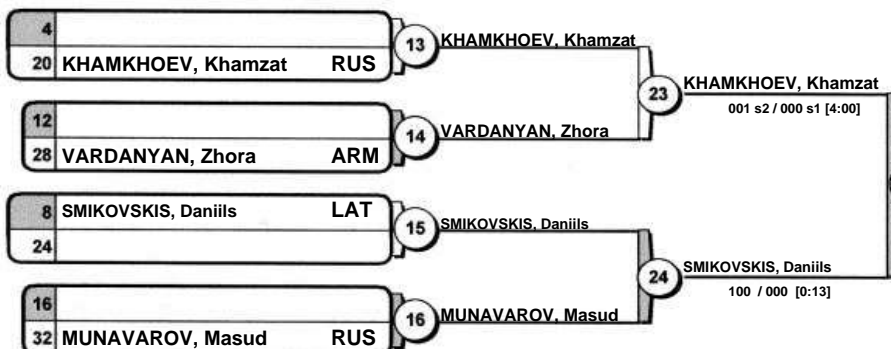 4
20 KHAMKHOEV, Khamzat RUS
13
KHAMKHOEV, Khamzat
12
28 VARDANYAN, Zhora ARM
14
VARDANYAN, Zhora
23
KHAMKHOEV, Khamzat
001 s2 / 000 s1 [4:00]
8 SMIKOVSKIS, Daniils LAT
24
15
SMIKOVSKIS, Daniils
16
32 MUNAVAROV, Masud RUS
16
MUNAVAROV, Masud
24
SMIKOVSKIS, Daniils
100 / 000 [0:13]